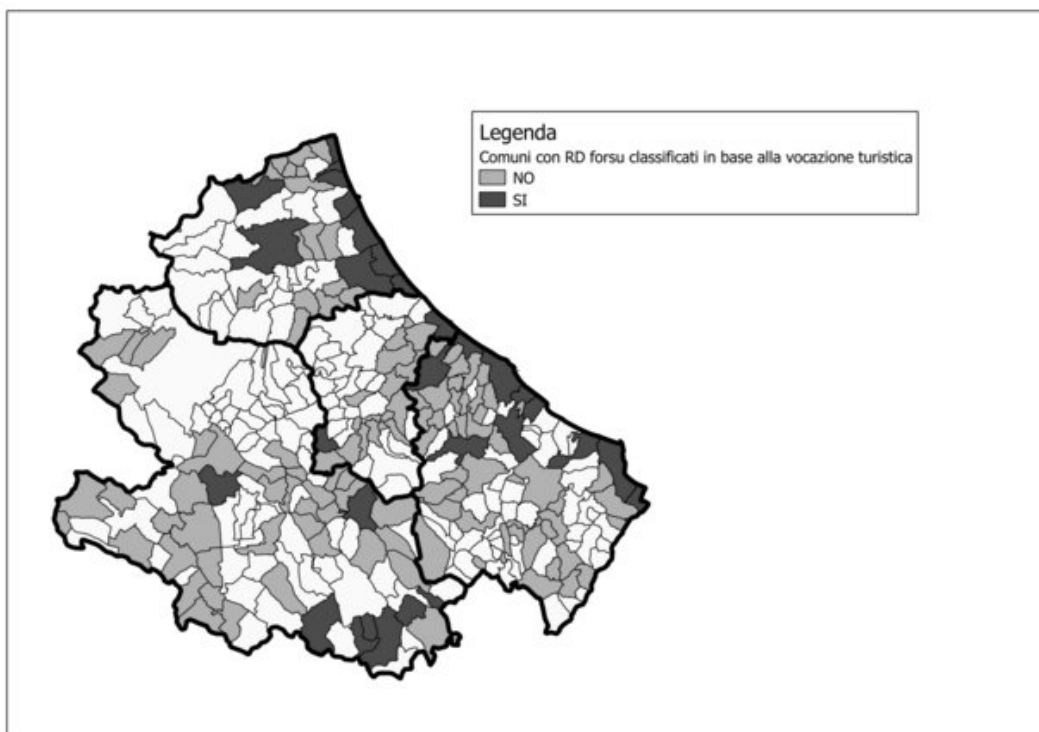 Legenda
Comuni con RD forsu classificati in base alla vocazione turistica
NO
SI